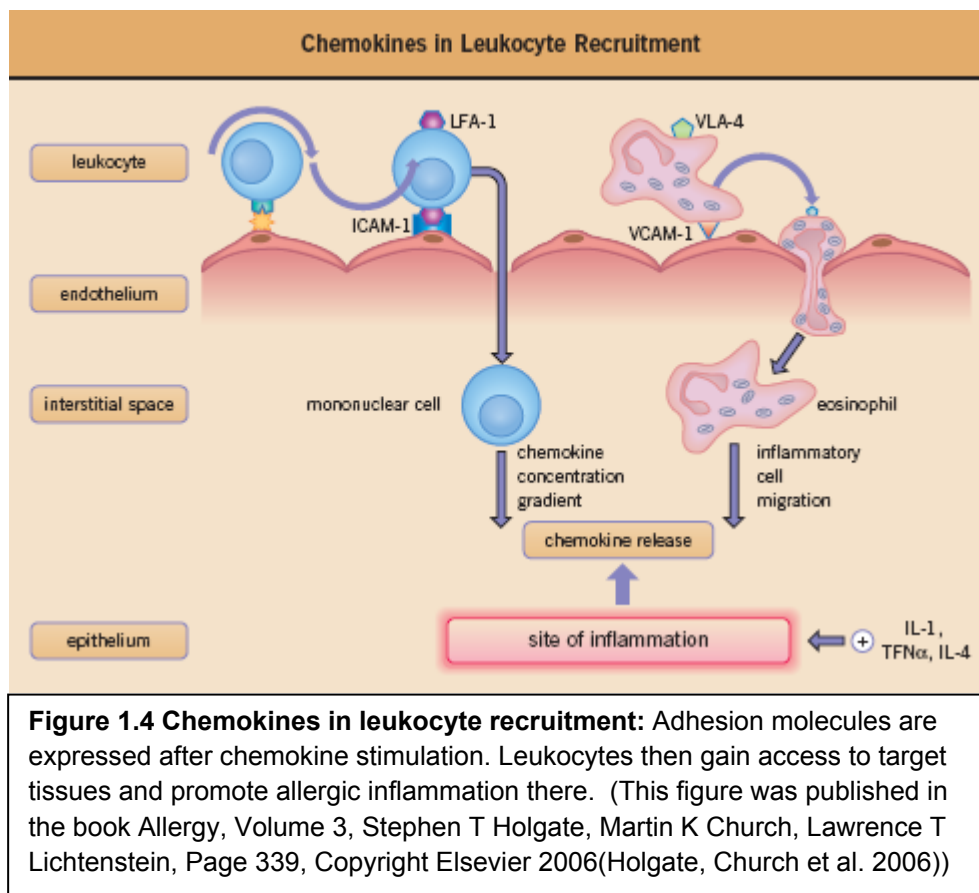 Chemokines in Leukocyte Recruitment
leukocyte
LFA-1
ICAM-1
VLA-4
VCAM-1
endothelium
interstitial space
mononuclear cell
eosinophil
chemokine
concentration
gradient
inflammatory
cell
migration
chemokine release
epithelium
site of inflammation
+
IL-1,
TFNα, IL-4
Figure 1.4 Chemokines in leukocyte recruitment: Adhesion molecules are
expressed after chemokine stimulation. Leukocytes then gain access to target
tissues and promote allergic inflammation there. (This figure was published in
the book Allergy, Volume 3, Stephen T Holgate, Martin K Church, Lawrence T
Lichtenstein, Page 339, Copyright Elsevier 2006(Holgate, Church et al. 2006))